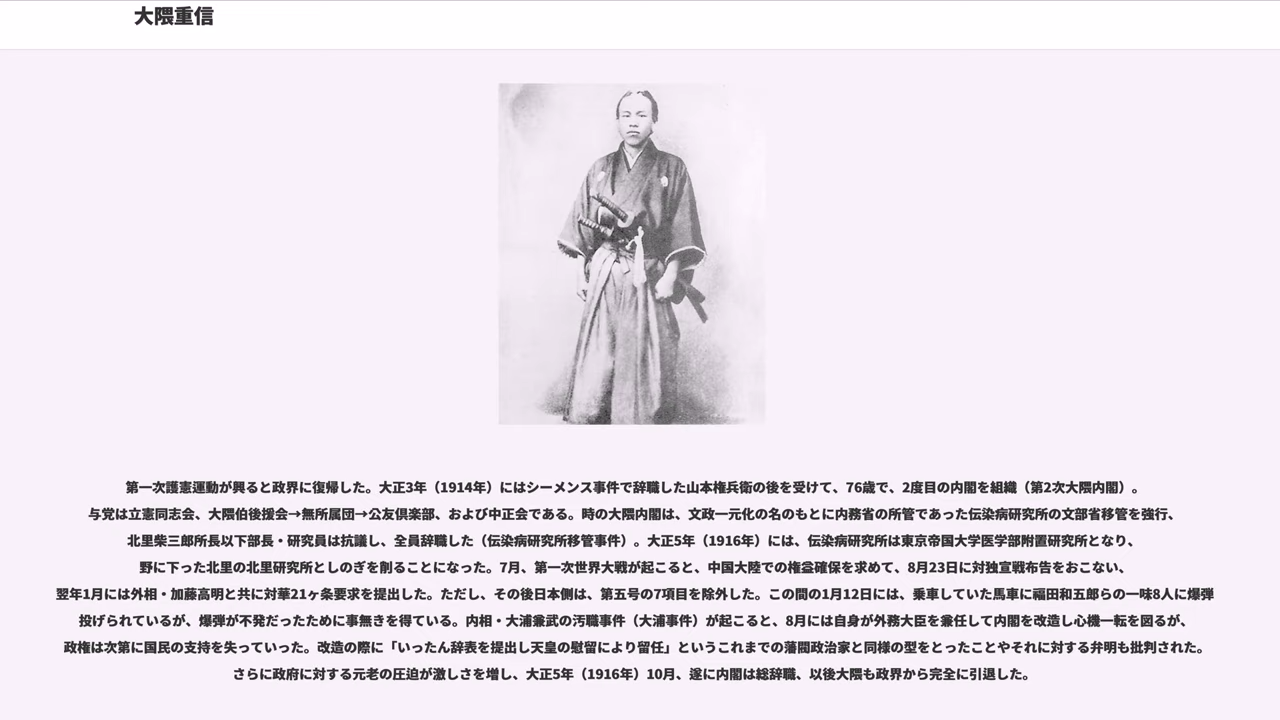 大隈重信
第一次護憲運動が興ると政界に復帰した。大正3年（1914年）にはシーメンス事件で辞職した山本権兵衛の後を受けて、76歳で、2度目の内閣を組織（第2次大隈内閣）。
与党は立憲同志会、大隈伯後援会→無所属団→公友倶楽部、および中正会である。時の大隈内閣は、文政一元化の名のもとに内務省の所管であった伝染病研究所の文部省移管を強行、
北里柴三郎所長以下部長・研究員は抗議し、全員辞職した（伝染病研究所移管事件）。大正5年（1916年）には、伝染病研究所は東京帝国大学医学部附置研究所となり、
野に下った北里の北里研究所としのぎを削ることになった。7月、第一次世界大戦が起こると、中国大陸での権益確保を求めて、8月23日に対独宣戦布告をおこない、
翌年1月には外相・加藤高明と共に対華21ヶ条要求を提出した。ただし、その後日本側は、第五号の7項目を除外した。この間の1月12日には、乗車していた馬車に福田和五郎らの一味8人に爆弾
投げられているが、爆弾が不発だったために事無きを得ている。内相・大浦兼武の汚職事件（大浦事件）が起こると、8月には自身が外務大臣を兼任して内閣を改造し心機一転を図るが、
政権は次第に国民の支持を失っていった。改造の際に「いったん辞表を提出し天皇の慰留により留任」というこれまでの藩閥政治家と同様の型をとったことやそれに対する弁明も批判された。
さらに政府に対する元老の圧迫が激しさを増し、大正5年（1916年）10月、遂に内閣は総辞職、以後大隈も政界から完全に引退した。